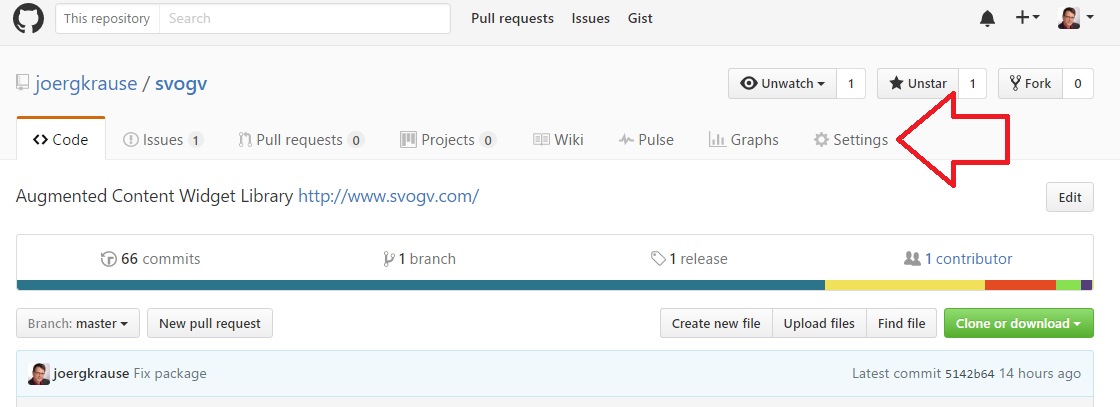 This repository Search Pull requests Issues Gist
joergkrause / svogv Unwatch 1 Unstar 1 Fork 0
Code Issues 1 Pull requests 0 Projects 0 Wiki Pulse Graphs Settings
Augmented Content Widget Library http://www.svogv.com/ Edit
66 commits 1 branch 1 release 1 contributor
Branch: master New pull request Create new file Upload files Find file Clone or download
joergkrause Fix package Latest commit 5142b64 14 hours ago